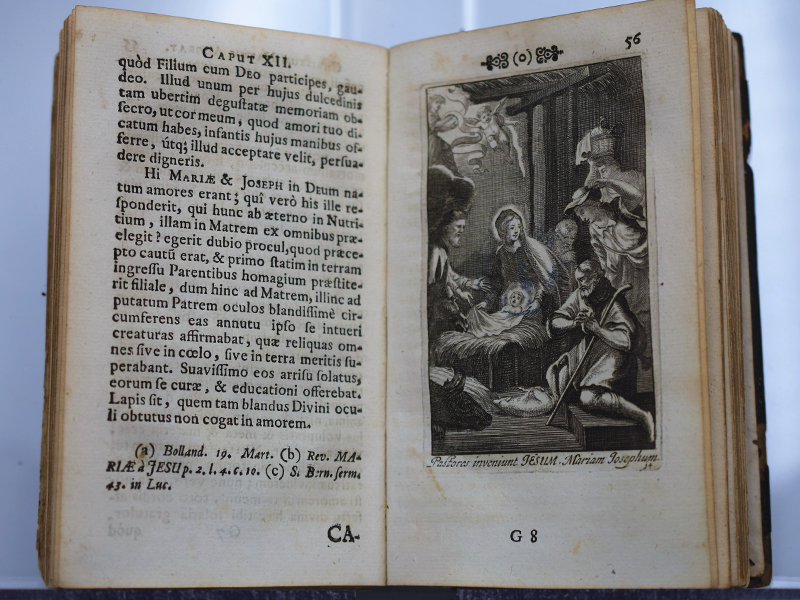 CAPUT XII.
quòd Filium cum DEO participes, gau-
deo. Illud unum per hujus dulcedinis
tam ubertim deguſtatæ memoriam ob-
ſecro, ut cor meum, quod amori tuo di-
catum habes, infantis hujus manibus of-
ferre, útq; illud acceptare velit, perſua-
dere digneris.
Hi MARIÆ & JOSEPH in Deum na-
tum amores erant; quî verò his ille re-
ſponderit, qui hunc ab æterno in Nutri-
tium, illam in Matrem ex omnibus præ-
elegit? egerit dubio procul, quod præce-
pto cautũ erat, & primo ſtatim in terram
ingreſſu Parentibus homagium præſtite-
rit filiale, dum hinc ad Matrem, illinc ad
putatum Patrem oculos blandiſſimè cir-
cumferens eas annutu ipſo ſe intueri
creaturas affirmabat, quæ reliquas om-
nes ſive in cœlo, ſive in terra meritis ſu-
perabant. Suaviſſimo eos arriſu ſolatus,
eorum ſe curæ, & educationi offerebat.
Lapis ſit, quem tam blandus Divini ocu-
li obtutus non cogat in amorem.
(a) Bolland. 19. Mart. (b) Rev. MA-
RIÆ à JESU p. 2. l. 4. c. 10. (c) S. Bern. ſerm.
43. in Luc.
CA-
(o)
56
Pastores inveniunt JESUM. Mariam Iosephum
G 8